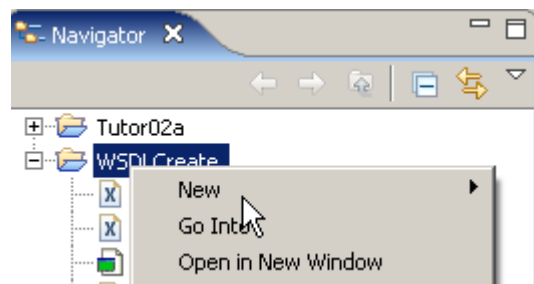 Navigator
Tutor02a
WSDLCreate
New
Go Into
Open in New Window